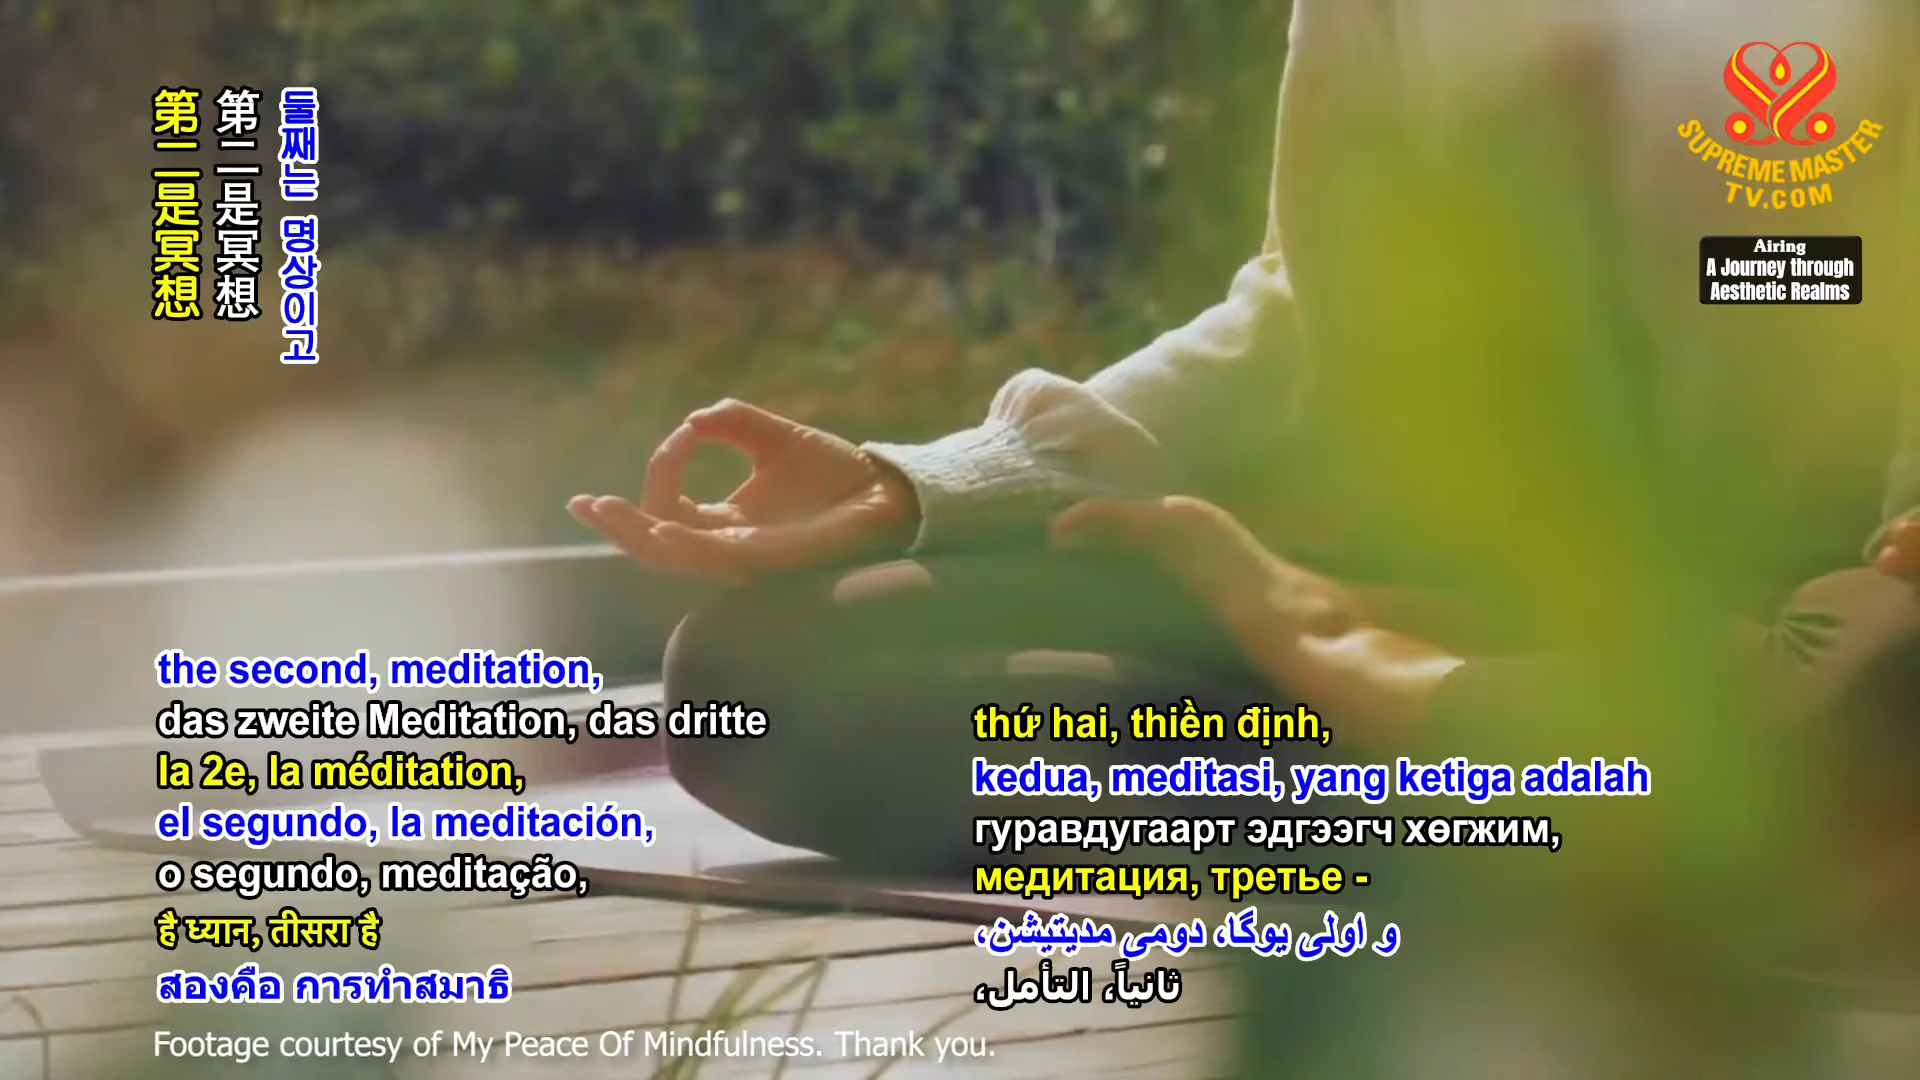 둘째는 명상이고
第二是冥想
第二是冥想
SUPREME MASTER
TV.COM
Airing
A Journey through
Aesthetic Realms
the second, meditation,
das zweite Meditation, das dritte
la 2e, la méditation,
el segundo, la meditación,
o segundo, meditação,
है ध्यान, तीसरा है
สองคือ การทำสมาธิ
thứ hai, thiền định,
kedua, meditasi, yang ketiga adalah
гуравдугаарт эдгээгч хөгжим,
медитация, третье -
و اولی یوگا، دومی مدیتیشن،
ثانياً، التأمل،
Footage courtesy of My Peace Of Mindfulness. Thank you.